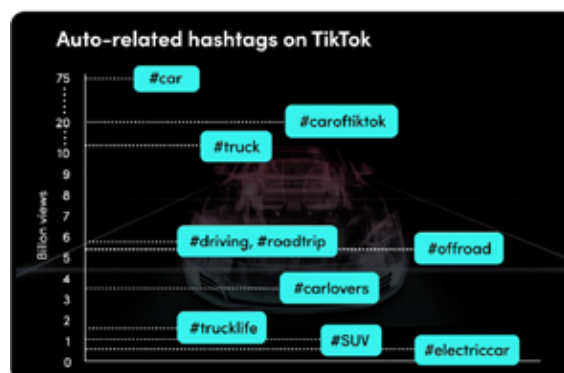 Auto-related hashtags on TikTok
75
#car
20
#caroftiktok
#truck
10
9
8
7
6
#driving, #roadtrip
#offroad
5
4
#carlovers
3
2
#trucklife
1
#SUV
#electriccar
0
Billion views